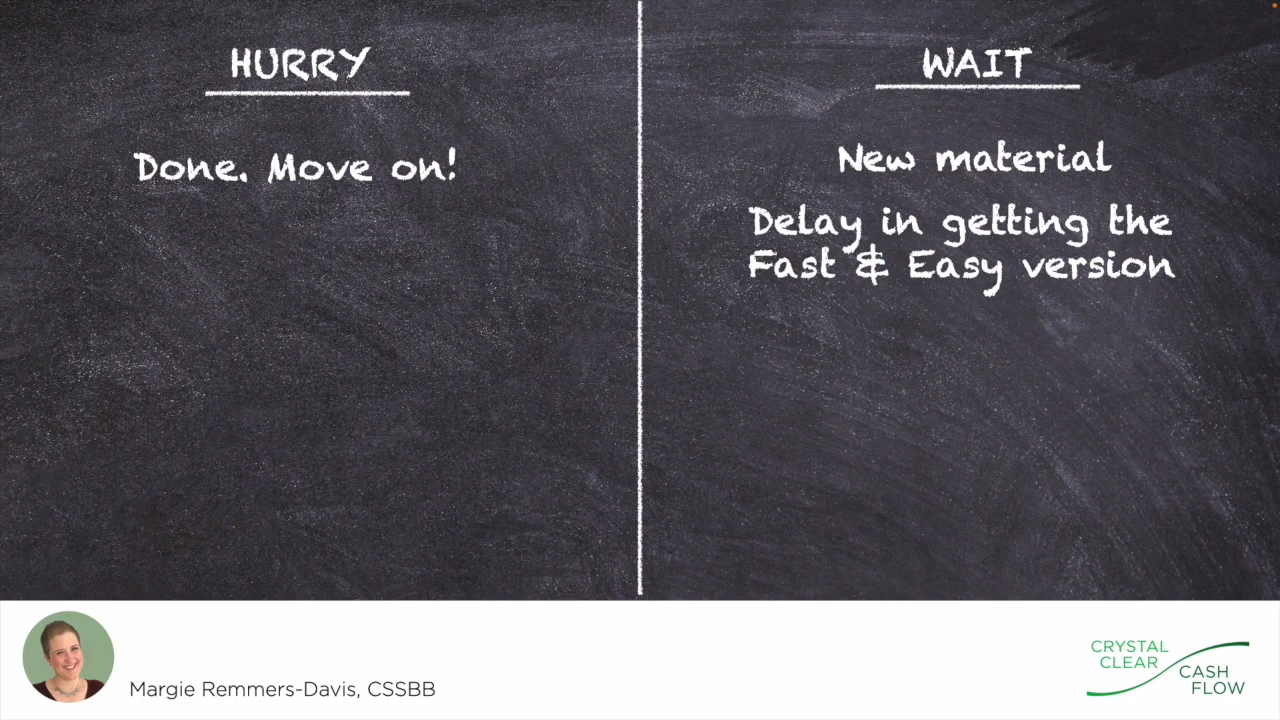 HURRY
Done. Move on!
WAIT
New material
Delay in getting the
Fast & Easy version
Margie Remmers-Davis, CSSBB
CRYSTAL
CLEAR
CASH
FLOW